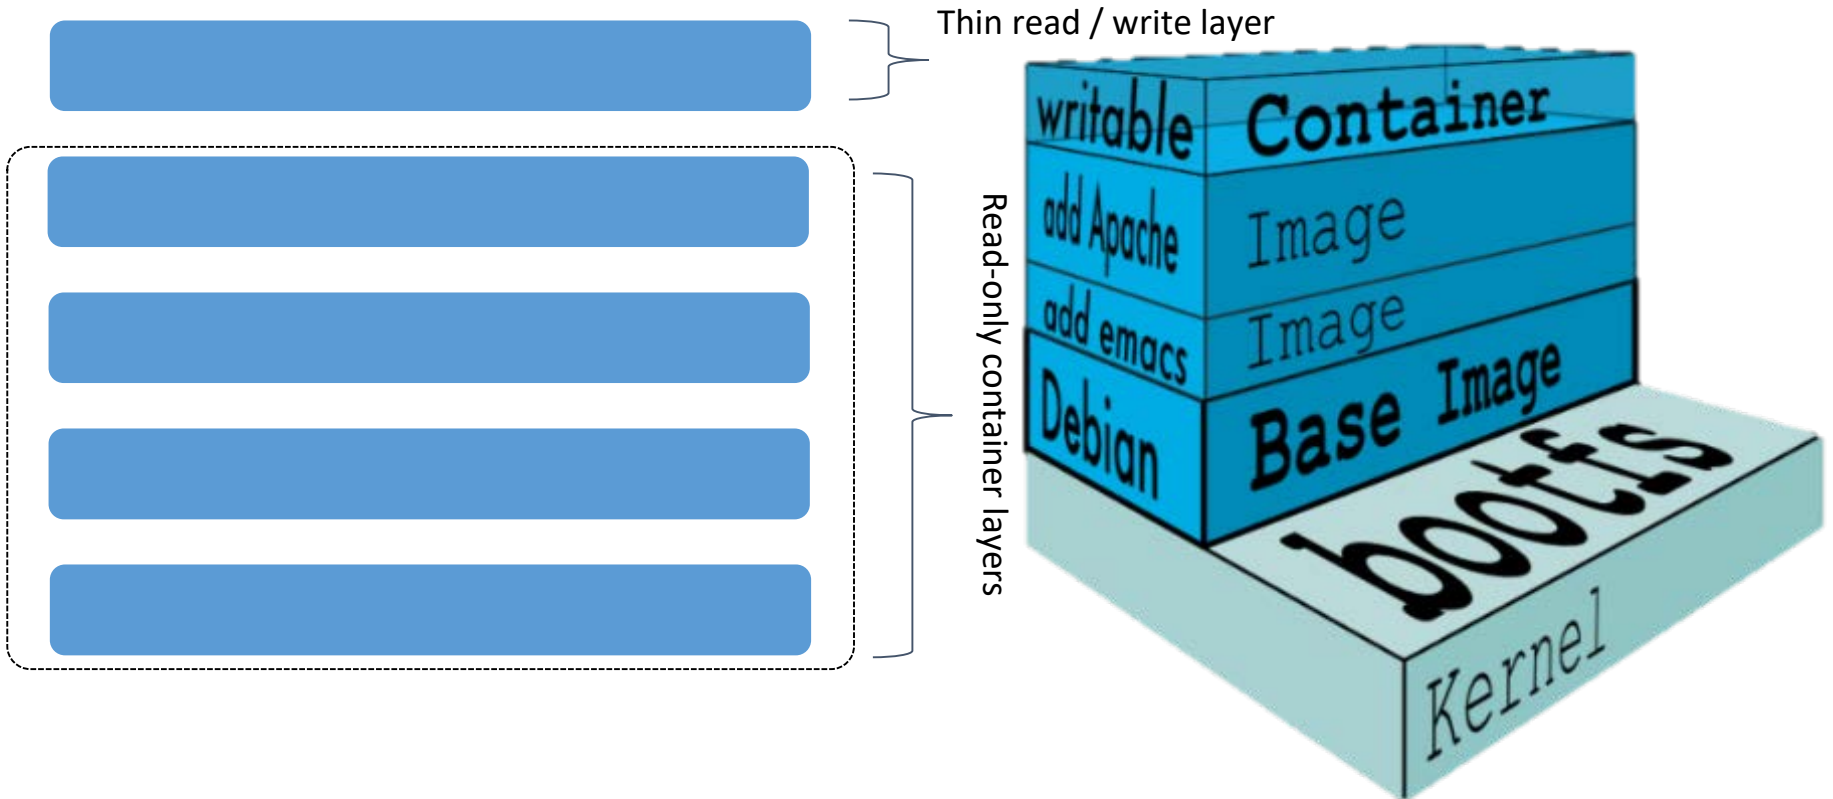 Thin read / write layer
Read-only container layers
writable
Container
add Apache
Image
add emacs
Image
Debian
Base Image
bootfs
Kernel